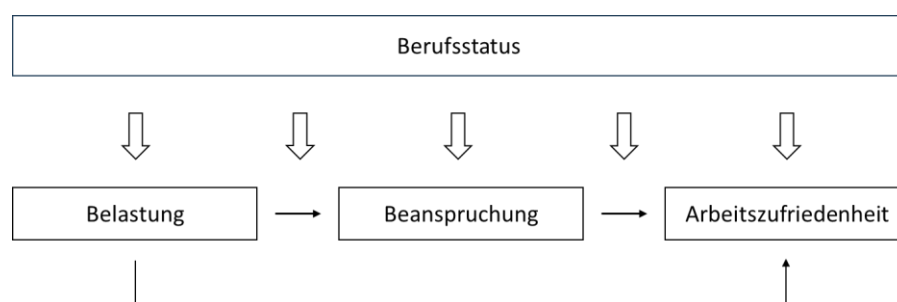 Berufsstatus
Belastung
Beanspruchung
Arbeitszufriedenheit